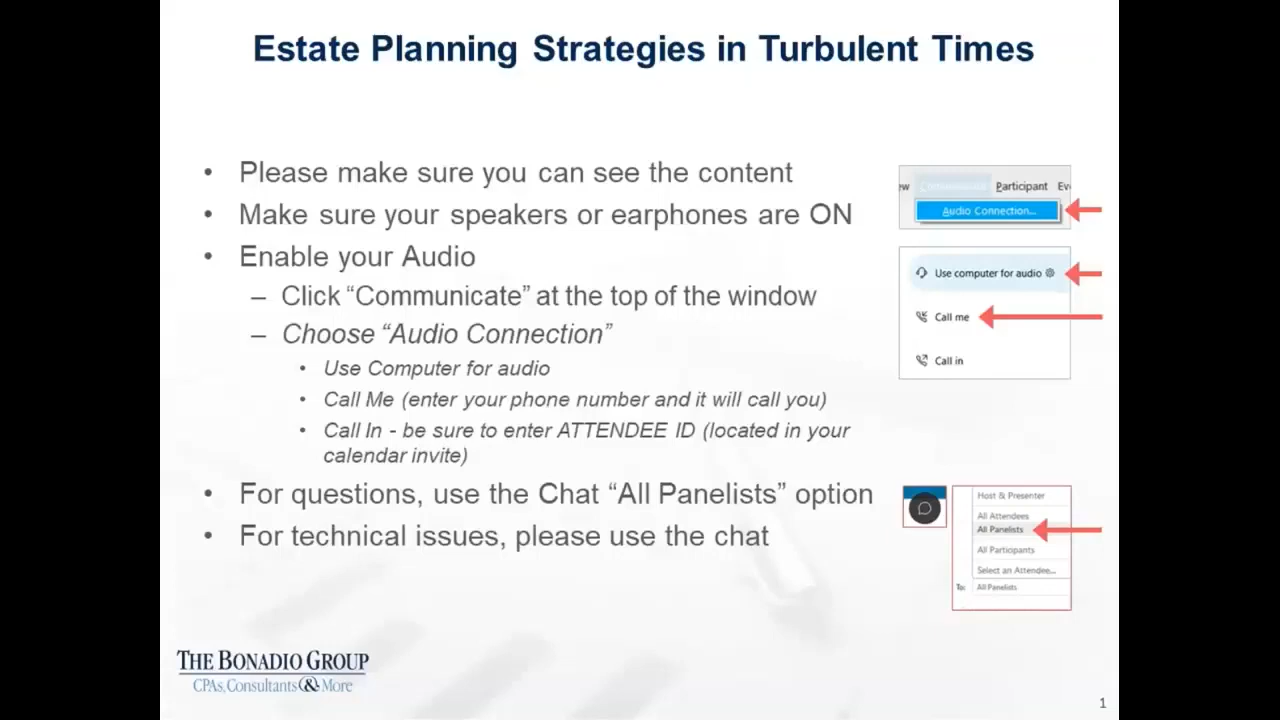 Estate Planning Strategies in Turbulent Times
• Please make sure you can see the content
• Make sure your speakers or earphones are ON
• Enable your Audio
– Click “Communicate” at the top of the window
– Choose “Audio Connection”
• Use Computer for audio
• Call Me (enter your phone number and it will call you)
• Call In - be sure to enter ATTENDEE ID (located in your
calendar invite)
• For questions, use the Chat “All Panelists” option
• For technical issues, please use the chat
ew Communicate Participant Ev
Audio Connection...
Use computer for audio
Call me
Call in
Host & Presenter
All Attendees
All Panelists
All Participants
Select an Attendee...
To: All Panelists
THE BONADIO GROUP
CPAs, Consultants & More
1